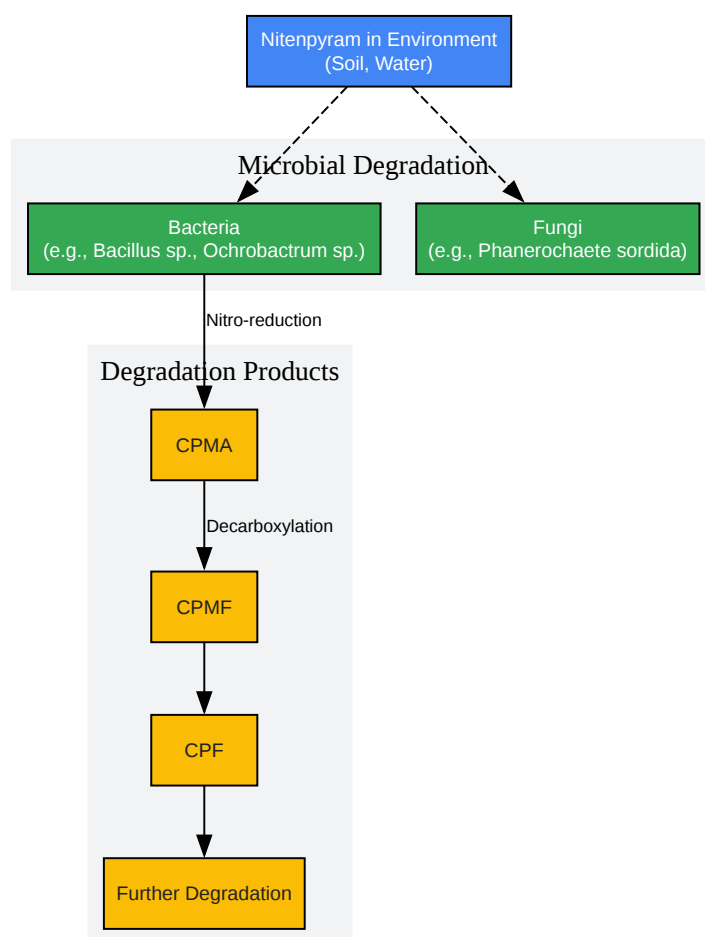 Nitenpyram in Environment
(Soil, Water)
Microbial Degradation
Bacteria
(e.g., Bacillus sp., Ochrobactrum sp.)
Fungi
(e.g., Phanerochaete sordida)
Nitro-reduction
Degradation Products
CPMA
Decarboxylation
CPMF
CPF
Further Degradation